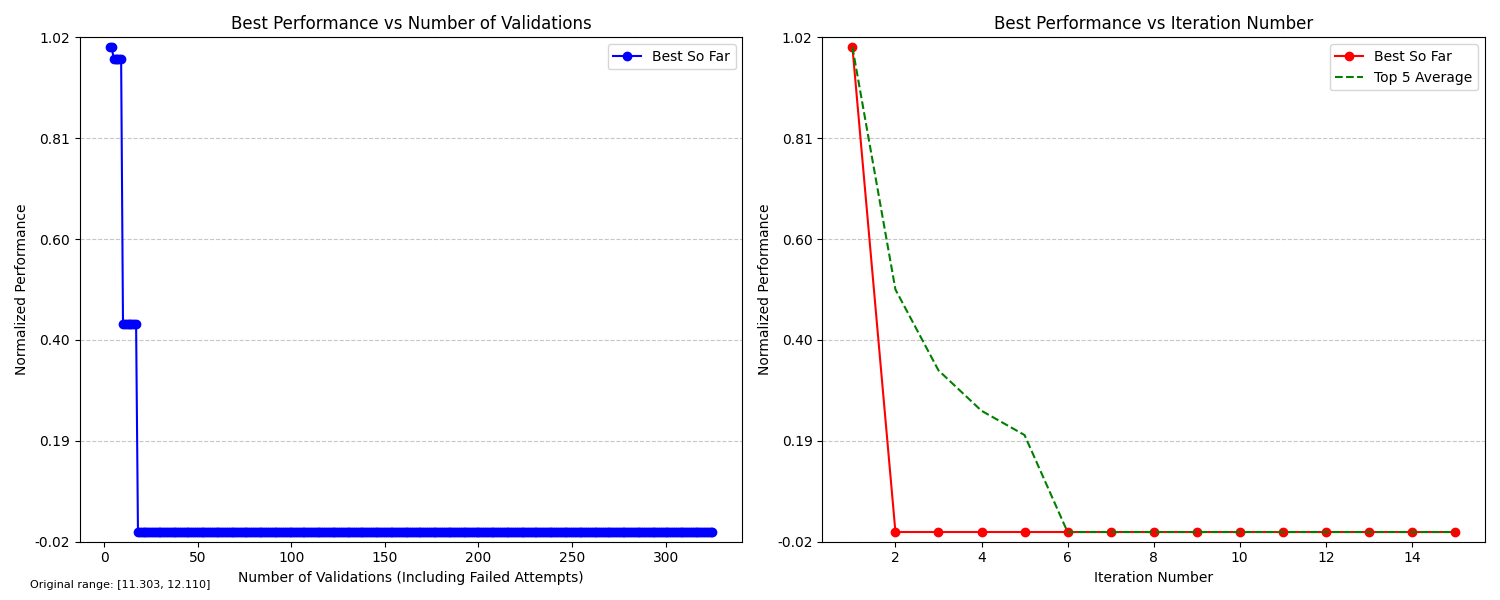 Best Performance vs Number of Validations
1.02
0.81
0.60
0.40
0.19
-0.02
Normalized Performance
Best So Far
0
50
100
150
200
250
300
Number of Validations (Including Failed Attempts)
Original range: [11.303, 12.110]
Best Performance vs Iteration Number
1.02
0.81
0.60
0.40
0.19
-0.02
Normalized Performance
Best So Far
Top 5 Average
2
4
6
8
10
12
14
Iteration Number